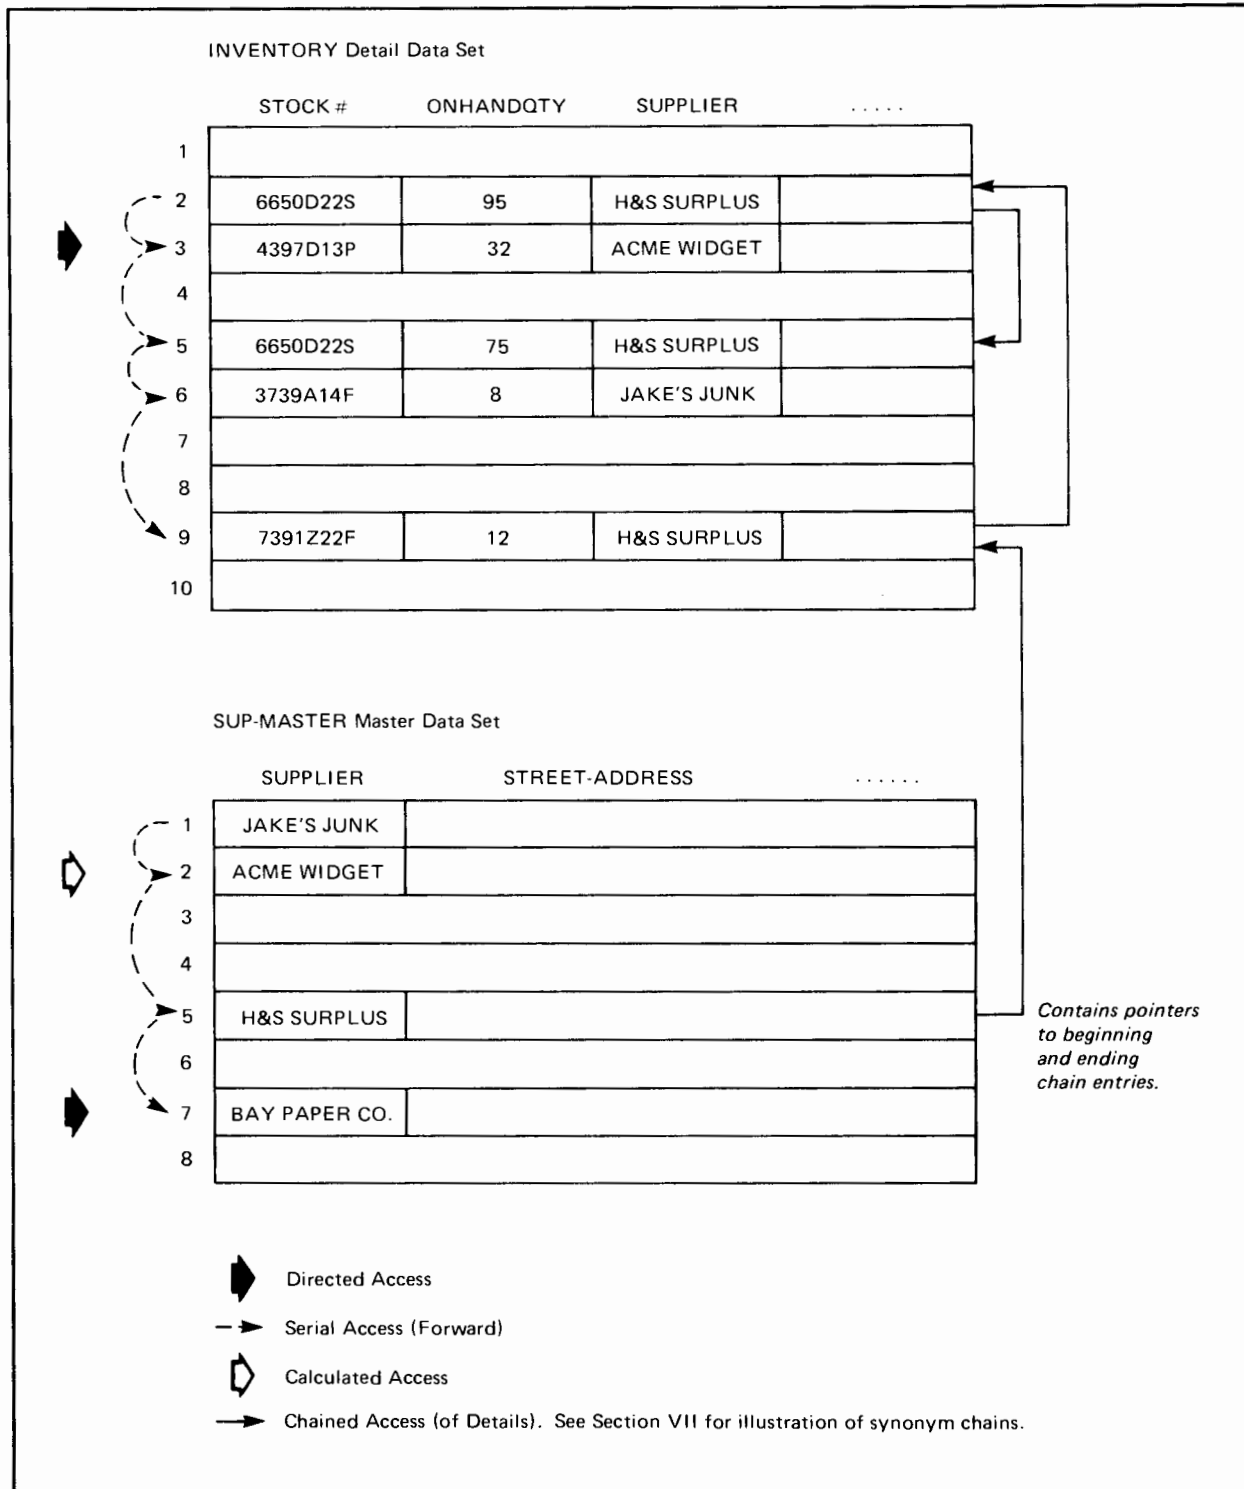 INVENTORY Detail Data Set
STOCK # ONHANDQTY SUPPLIER .....
1
2 6650D22S 95 H&S SURPLUS
3 4397D13P 32 ACME WIDGET
4
5 6650D22S 75 H&S SURPLUS
6 3739A14F 8 JAKE'S JUNK
7
8
9 7391Z22F 12 H&S SURPLUS
10
SUP-MASTER Master Data Set
SUPPLIER STREET-ADDRESS ......
1 JAKE'S JUNK
2 ACME WIDGET
3
4
5 H&S SURPLUS
Contains pointers
to beginning
and ending
chain entries.
6
7 BAY PAPER CO.
8
Directed Access
Serial Access (Forward)
Calculated Access
Chained Access (of Details). See Section VII for illustration of synonym chains.